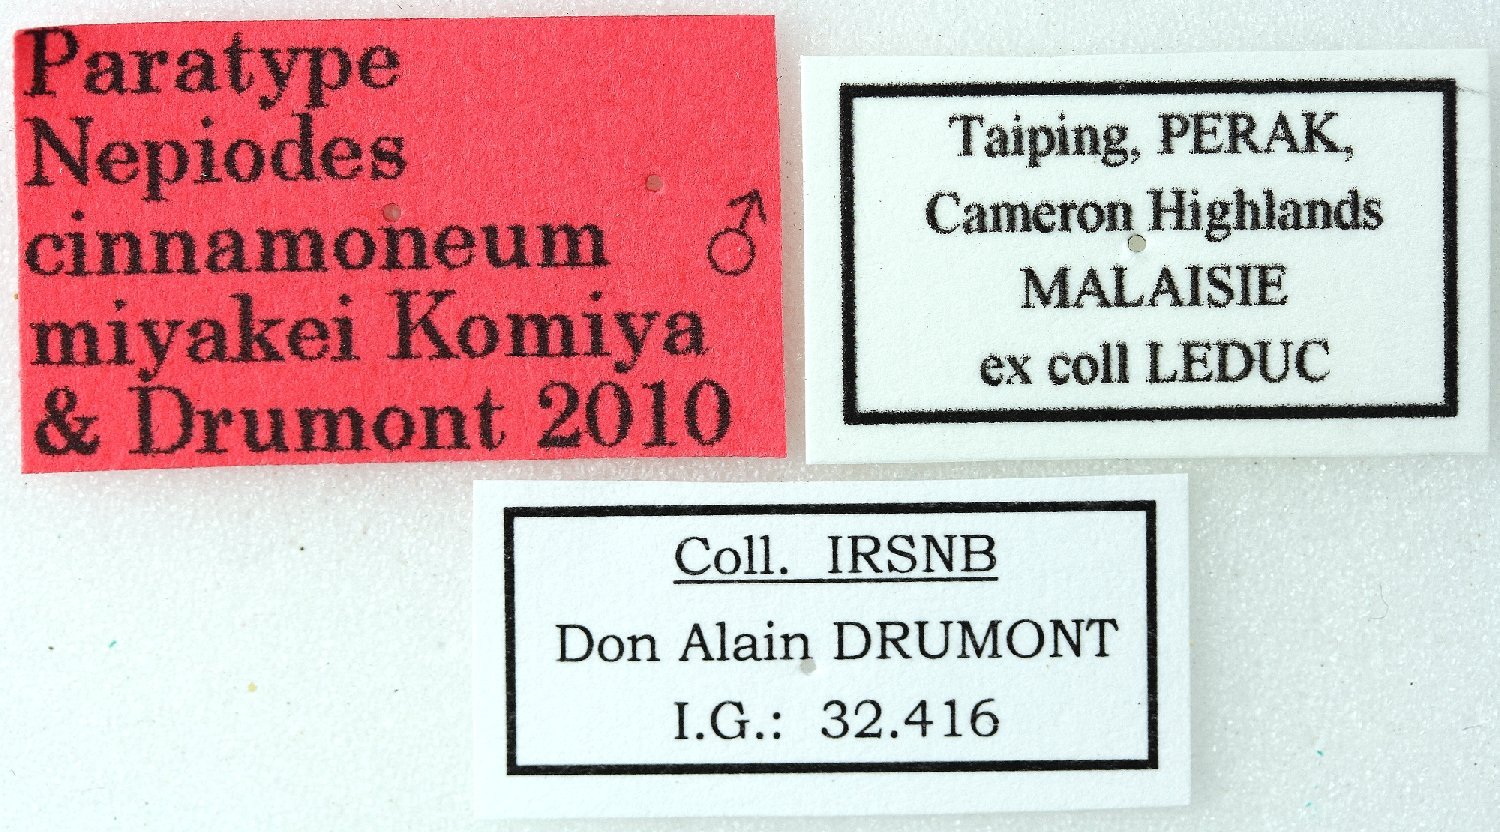 Paratype
Nepiodes
cinnamoneum ♂
miyakei Komiya
& Drumont 2010
Taiping, PERAK,
Cameron Highlands
MALAISIE
ex coll LEDUC
Coll. IRSNB
Don Alain DRUMONT
I.G.: 32.416